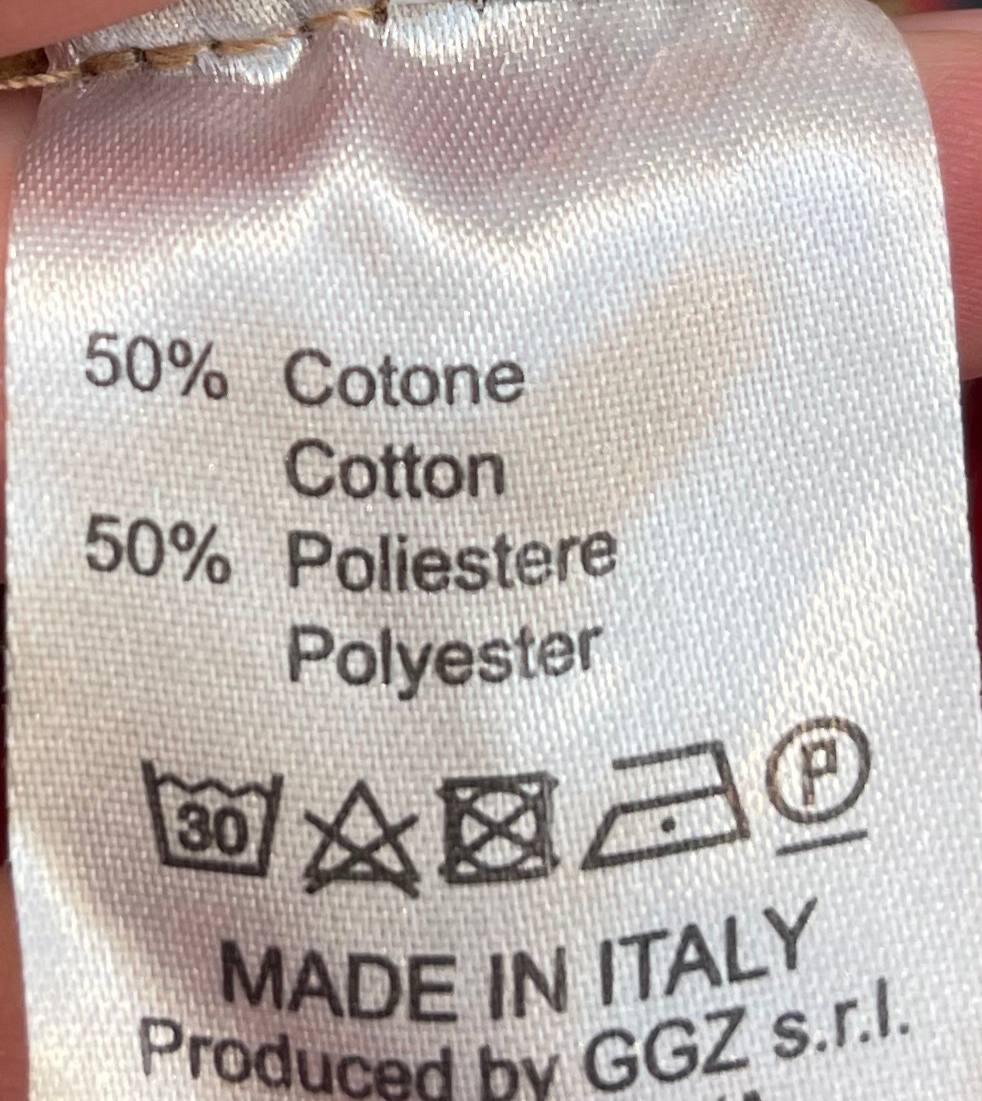 50% Cotone
Cotton
50% Poliestere
Polyester
30 P
MADE IN ITALY
Produced by GGZ s.r.l.